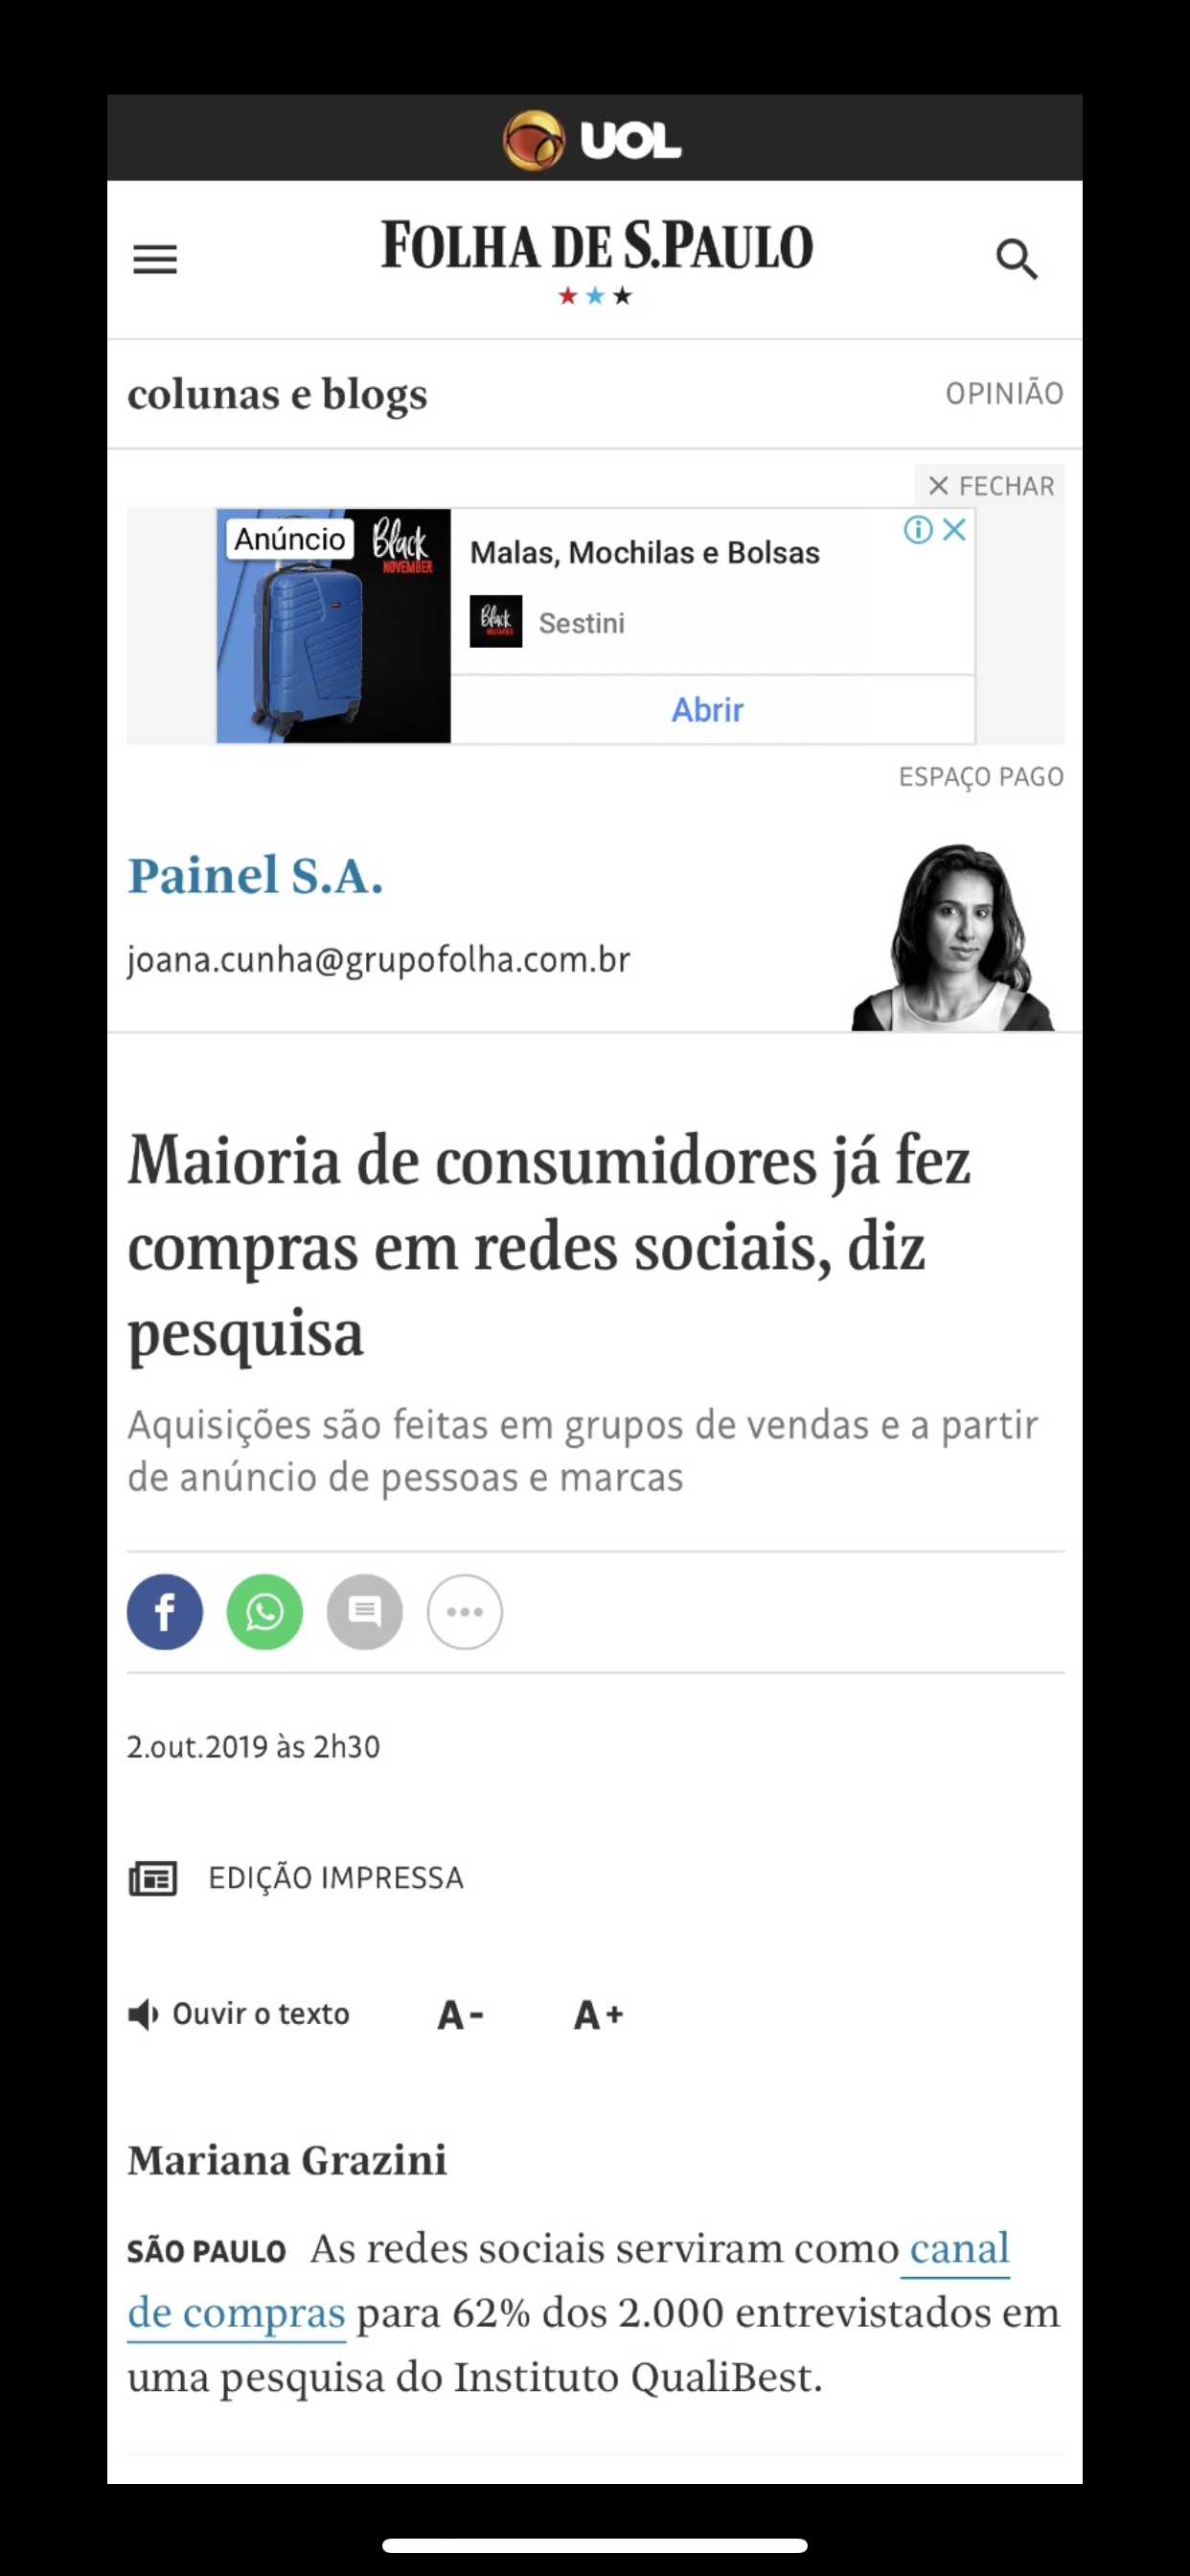 UOL
FOLHA DE S.PAULO
colunas e blogs
OPINIÃO
FECHAR
Anúncio
Black
NOVEMBER
Malas, Mochilas e Bolsas
Black
NOVEMBER
Sestini
Abrir
ESPAÇO PAGO
Painel S.A.
joana.cunha@grupofolha.com.br
Maioria de consumidores já fez
compras em redes sociais, diz
pesquisa
Aquisições são feitas em grupos de vendas e a partir
de anúncio de pessoas e marcas
2.out.2019 às 2h30
EDIÇÃO IMPRESSA
Ouvir o texto A- A+
Mariana Grazini
SÃO PAULO As redes sociais serviram como canal
de compras para 62% dos 2.000 entrevistados em
uma pesquisa do Instituto QualiBest.